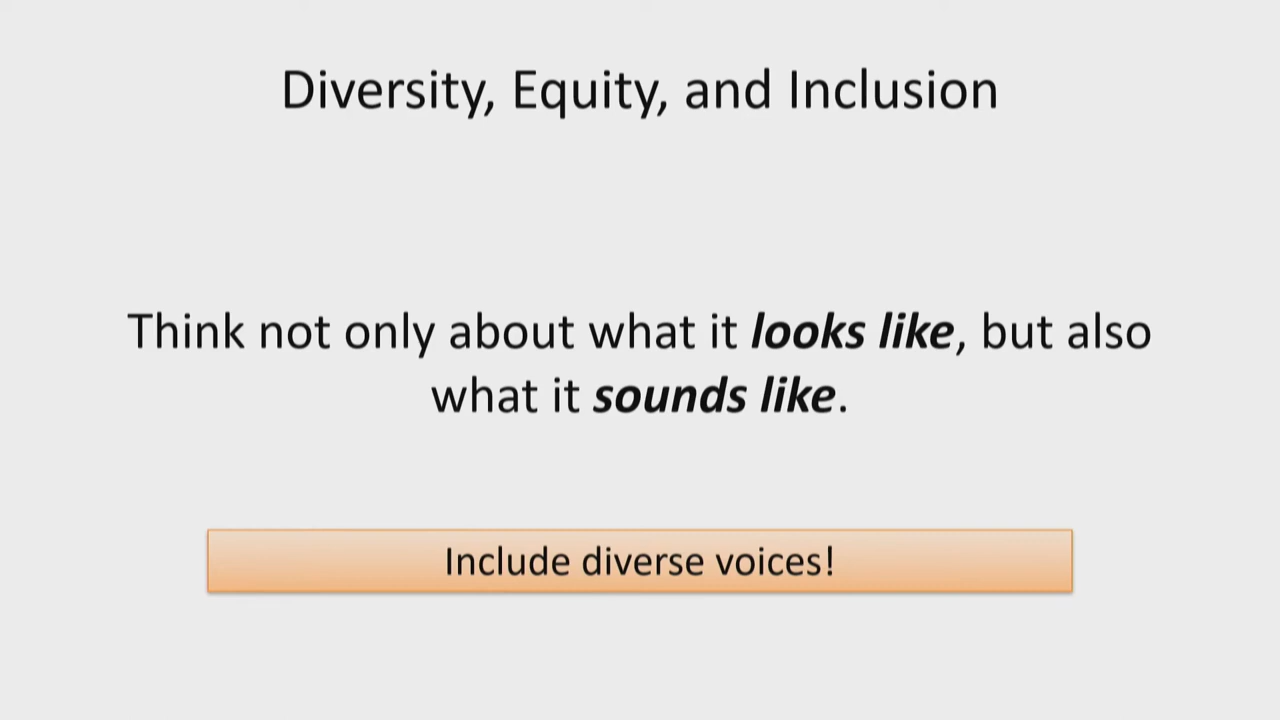 Diversity, Equity, and Inclusion
Think not only about what it looks like, but also
what it sounds like.
Include diverse voices!